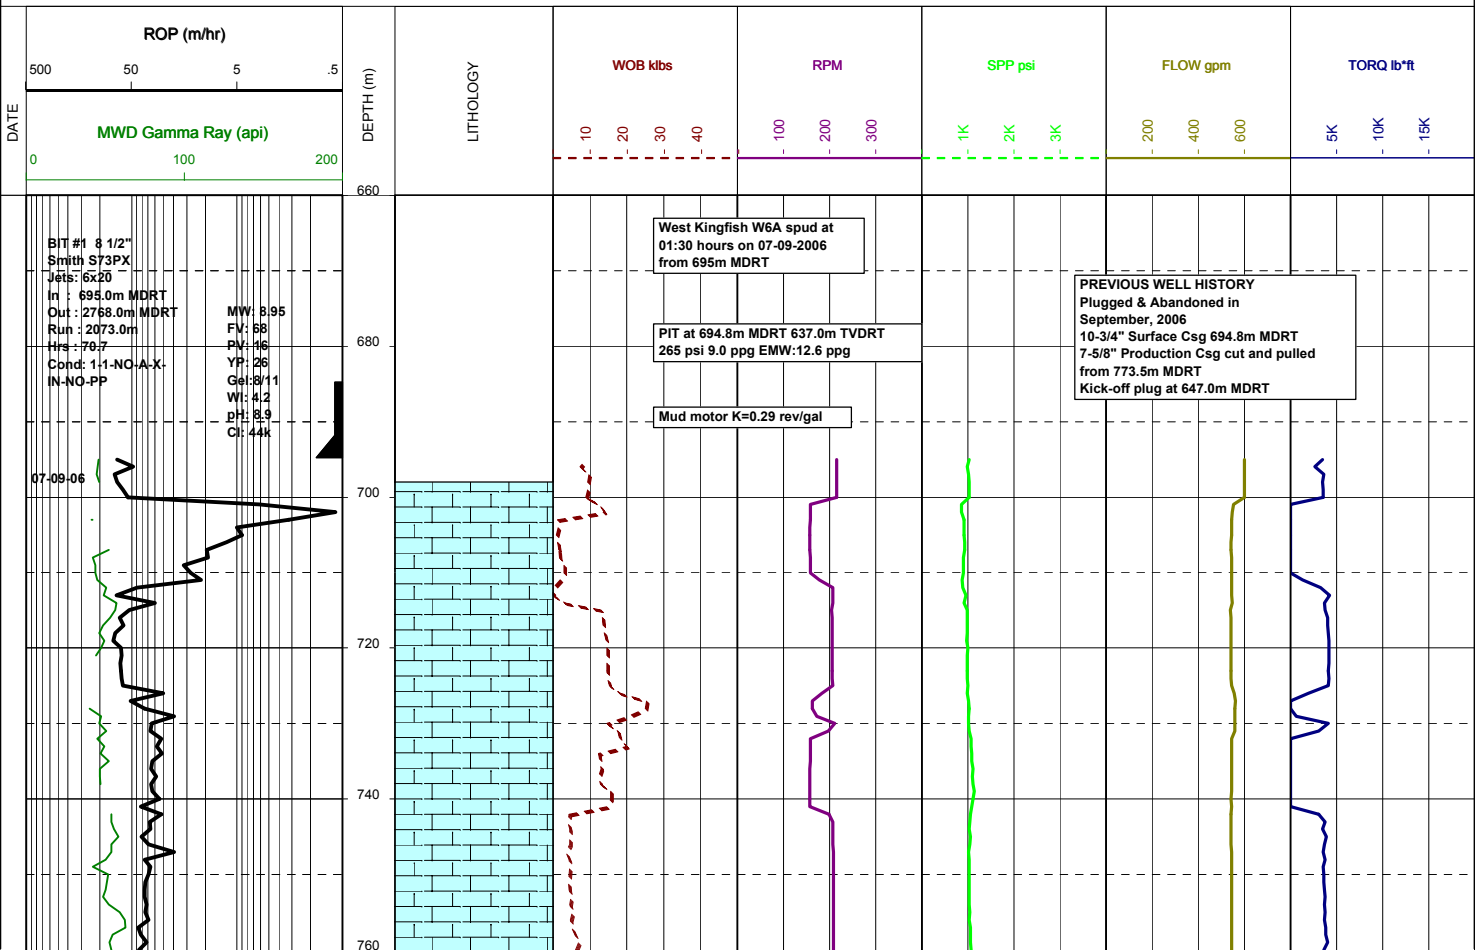 ROP (m/hr)
500 50 5 .5
MWD Gamma Ray (api)
0 100 200
DATE
DEPTH (m)
LITHOLOGY
WOB klbs
10 20 30 40
RPM
100 200 300
SPP psi
1K 2K 3K
FLOW gpm
200 400 600
TORQ lb*ft
5K 10K 15K
660
BIT #1 8 1/2"
Smith S73PX
Jets: 6x20
In : 695.0m MDRT
Out : 2768.0m MDRT
Run : 2073.0m
Hrs : 70.7
Cond: 1-1-NO-A-X-
IN-NO-PP
MW: 8.95
FV: 68
PV: 16
YP: 26
Gel:8/11
Wl: 4.2
pH: 8.9
Cl: 44k
West Kingfish W6A spud at
01:30 hours on 07-09-2006
from 695m MDRT
PREVIOUS WELL HISTORY
Plugged & Abandoned in
September, 2006
10-3/4" Surface Csg 694.8m MDRT
7-5/8" Production Csg cut and pulled
from 773.5m MDRT
Kick-off plug at 647.0m MDRT
680
PIT at 694.8m MDRT 637.0m TVDRT
265 psi 9.0 ppg EMW:12.6 ppg
Mud motor K=0.29 rev/gal
07-09-06
700
720
740
760